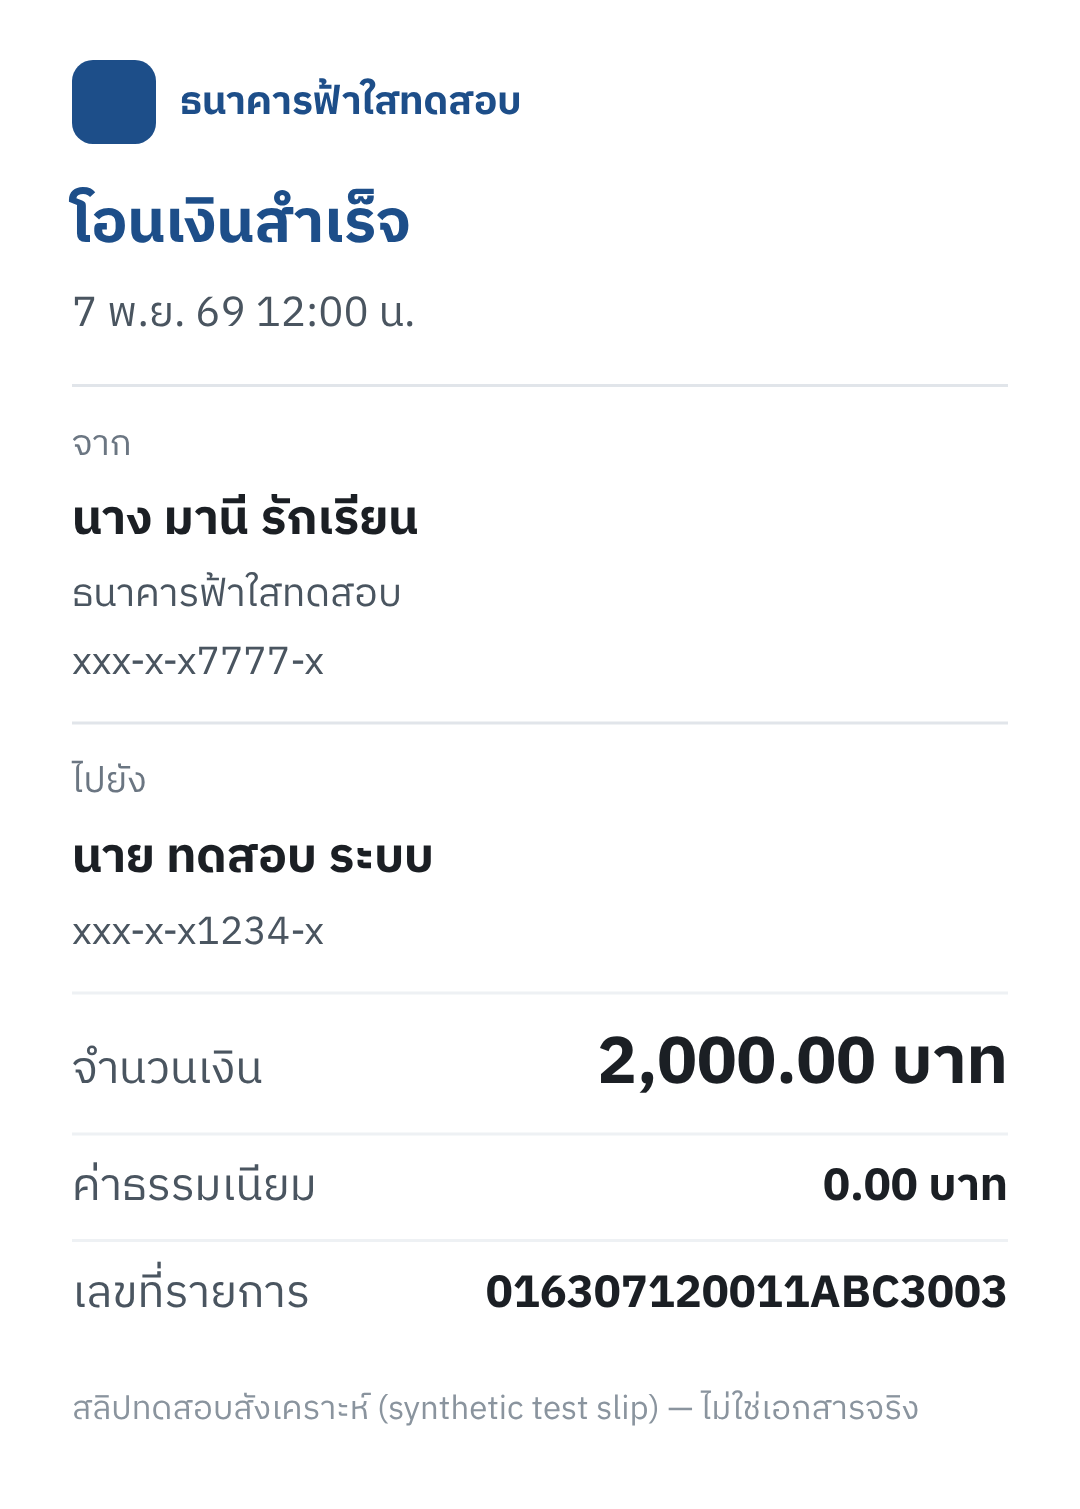 ธนาคารฟ้าใสทดสอบ
โอนเงินสำเร็จ
7 พ.ย. 69 12:00 น.
จาก
นาง มานี รักเรียน
ธนาคารฟ้าใสทดสอบ
xxx-x-x7777-x
ไปยัง
นาย ทดสอบ ระบบ
xxx-x-x1234-x
จำนวนเงิน 2,000.00 บาท
ค่าธรรมเนียม 0.00 บาท
เลขที่รายการ 016307120011ABC3003
สลิปทดสอบสังเคราะห์ (synthetic test slip) — ไม่ใช่เอกสารจริง